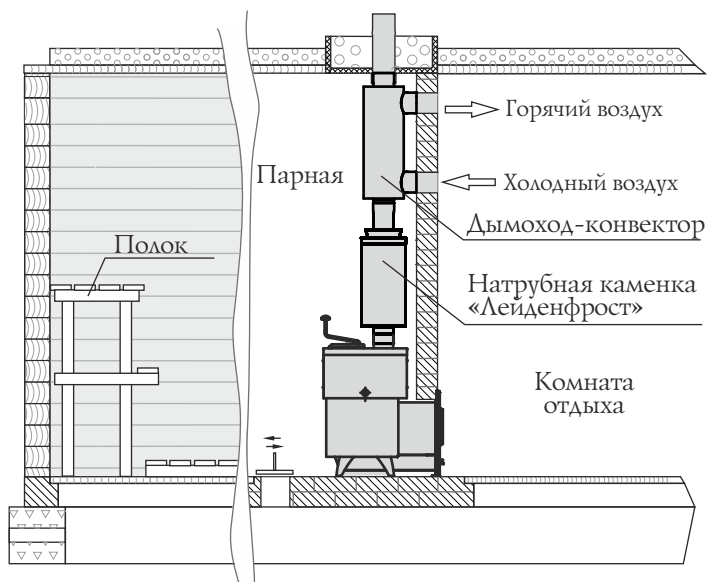 Горячий воздух
Парная
Холодный воздух
Дымоход-конвектор
Полок
Натрубная каменка
«Лейденфрост»
Комната
отдыха